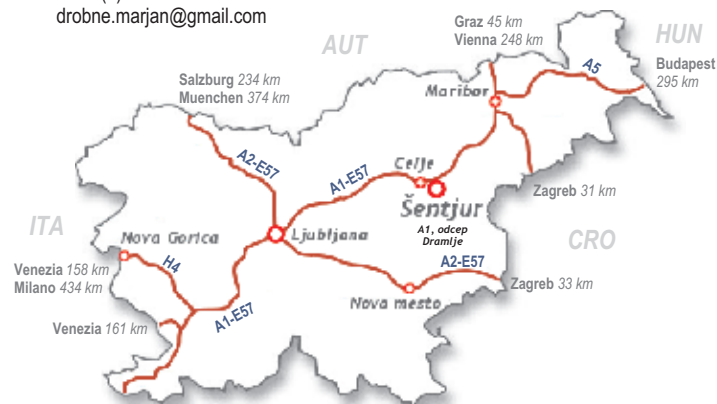 drobne.marjan@gmail.com
AUT
Graz 45 km
Vienna 248 km
HUN
Budapest
295 km
Salzburg 234 km
Muenchen 374 km
A5
Maribor
A2-E57
Celje
A1-E57
Zagreb 31 km
Šentjur
A1, odcep
Dramlje
ITA
Nova Gorica
Ljubljana
CRO
Venezia 158 km
Milano 434 km
H4
A2-E57
Zagreb 33 km
Nova mesto
A1-E57
Venezia 161 km